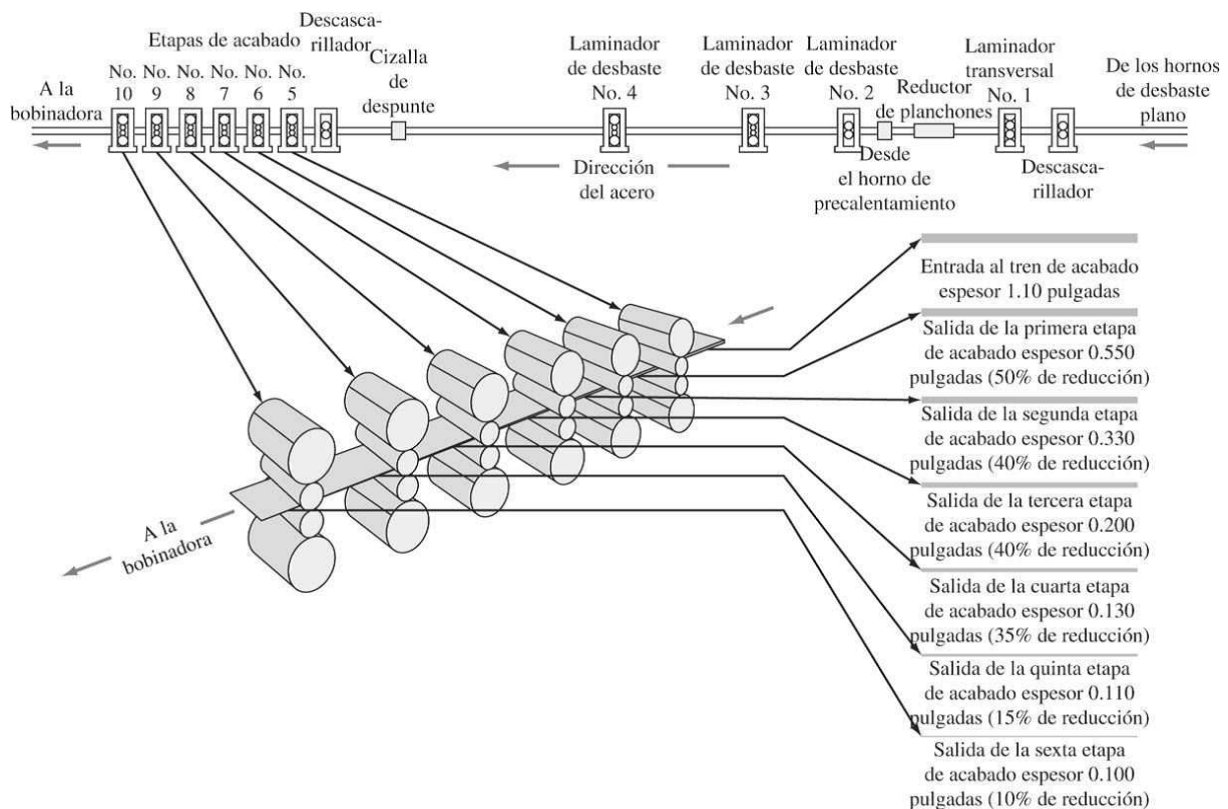 Etapas de acabado
Descasca-
rillador
A la
bobinadora
No.
10
No.
9
No.
8
No.
7
No.
6
No.
5
Cizalla
de
despunte
Laminador
de desbaste
No. 4
Laminador
de desbaste
No. 3
Laminador
de desbaste
No. 2
Reductor
de planchones
Laminador
transversal
No. 1
De los hornos
de desbaste
plano
Dirección
del acero
Desde
el horno de
precalentamiento
Descasca-
rillador
Entrada al tren de acabado
espesor 1.10 pulgadas
Salida de la primera etapa
de acabado espesor 0.550
pulgadas (50% de reducción)
Salida de la segunda etapa
de acabado espesor 0.330
pulgadas (40% de reducción)
Salida de la tercera etapa
de acabado espesor 0.200
pulgadas (40% de reducción)
Salida de la cuarta etapa
de acabado espesor 0.130
pulgadas (35% de reducción)
Salida de la quinta etapa
de acabado espesor 0.110
pulgadas (15% de reducción)
Salida de la sexta etapa
de acabado espesor 0.100
pulgadas (10% de reducción)
A la
bobinadora